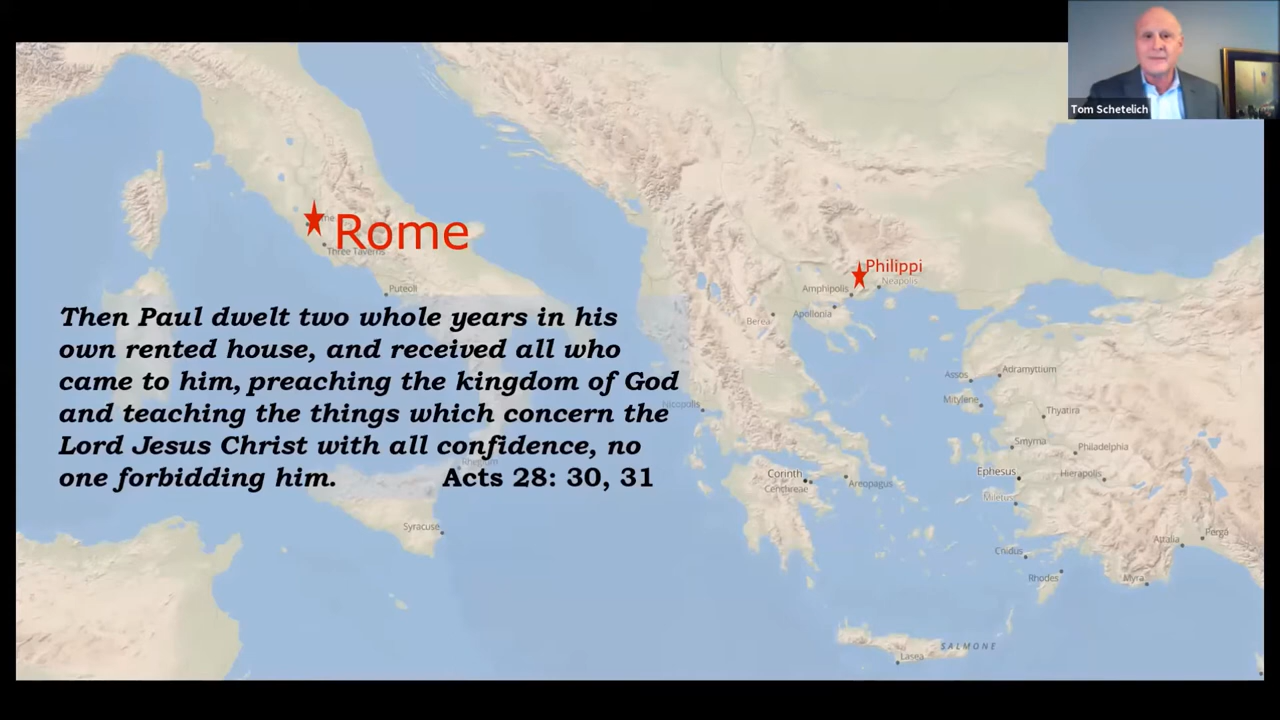 Tom Schetelich
Rome
Three Taverns
Puteoli
Philippi
Neapolis
Amphipolis
Apollonia
Berea
Then Paul dwelt two whole years in his
own rented house, and received all who
came to him, preaching the kingdom of God
and teaching the things which concern the
Lord Jesus Christ with all confidence, no
one forbidding him. Acts 28: 30, 31
Nicopolis
Rhegium
Syracuse
Assos
Adramyttium
Mitylene
Thyatira
Smyrna
Philadelphia
Corinth
Cenchreae
Areopagus
Ephesus
Hierapolis
Miletus
Attalia
Perga
Cnidus
Rhodes
Myra
SALMONE
Lasea